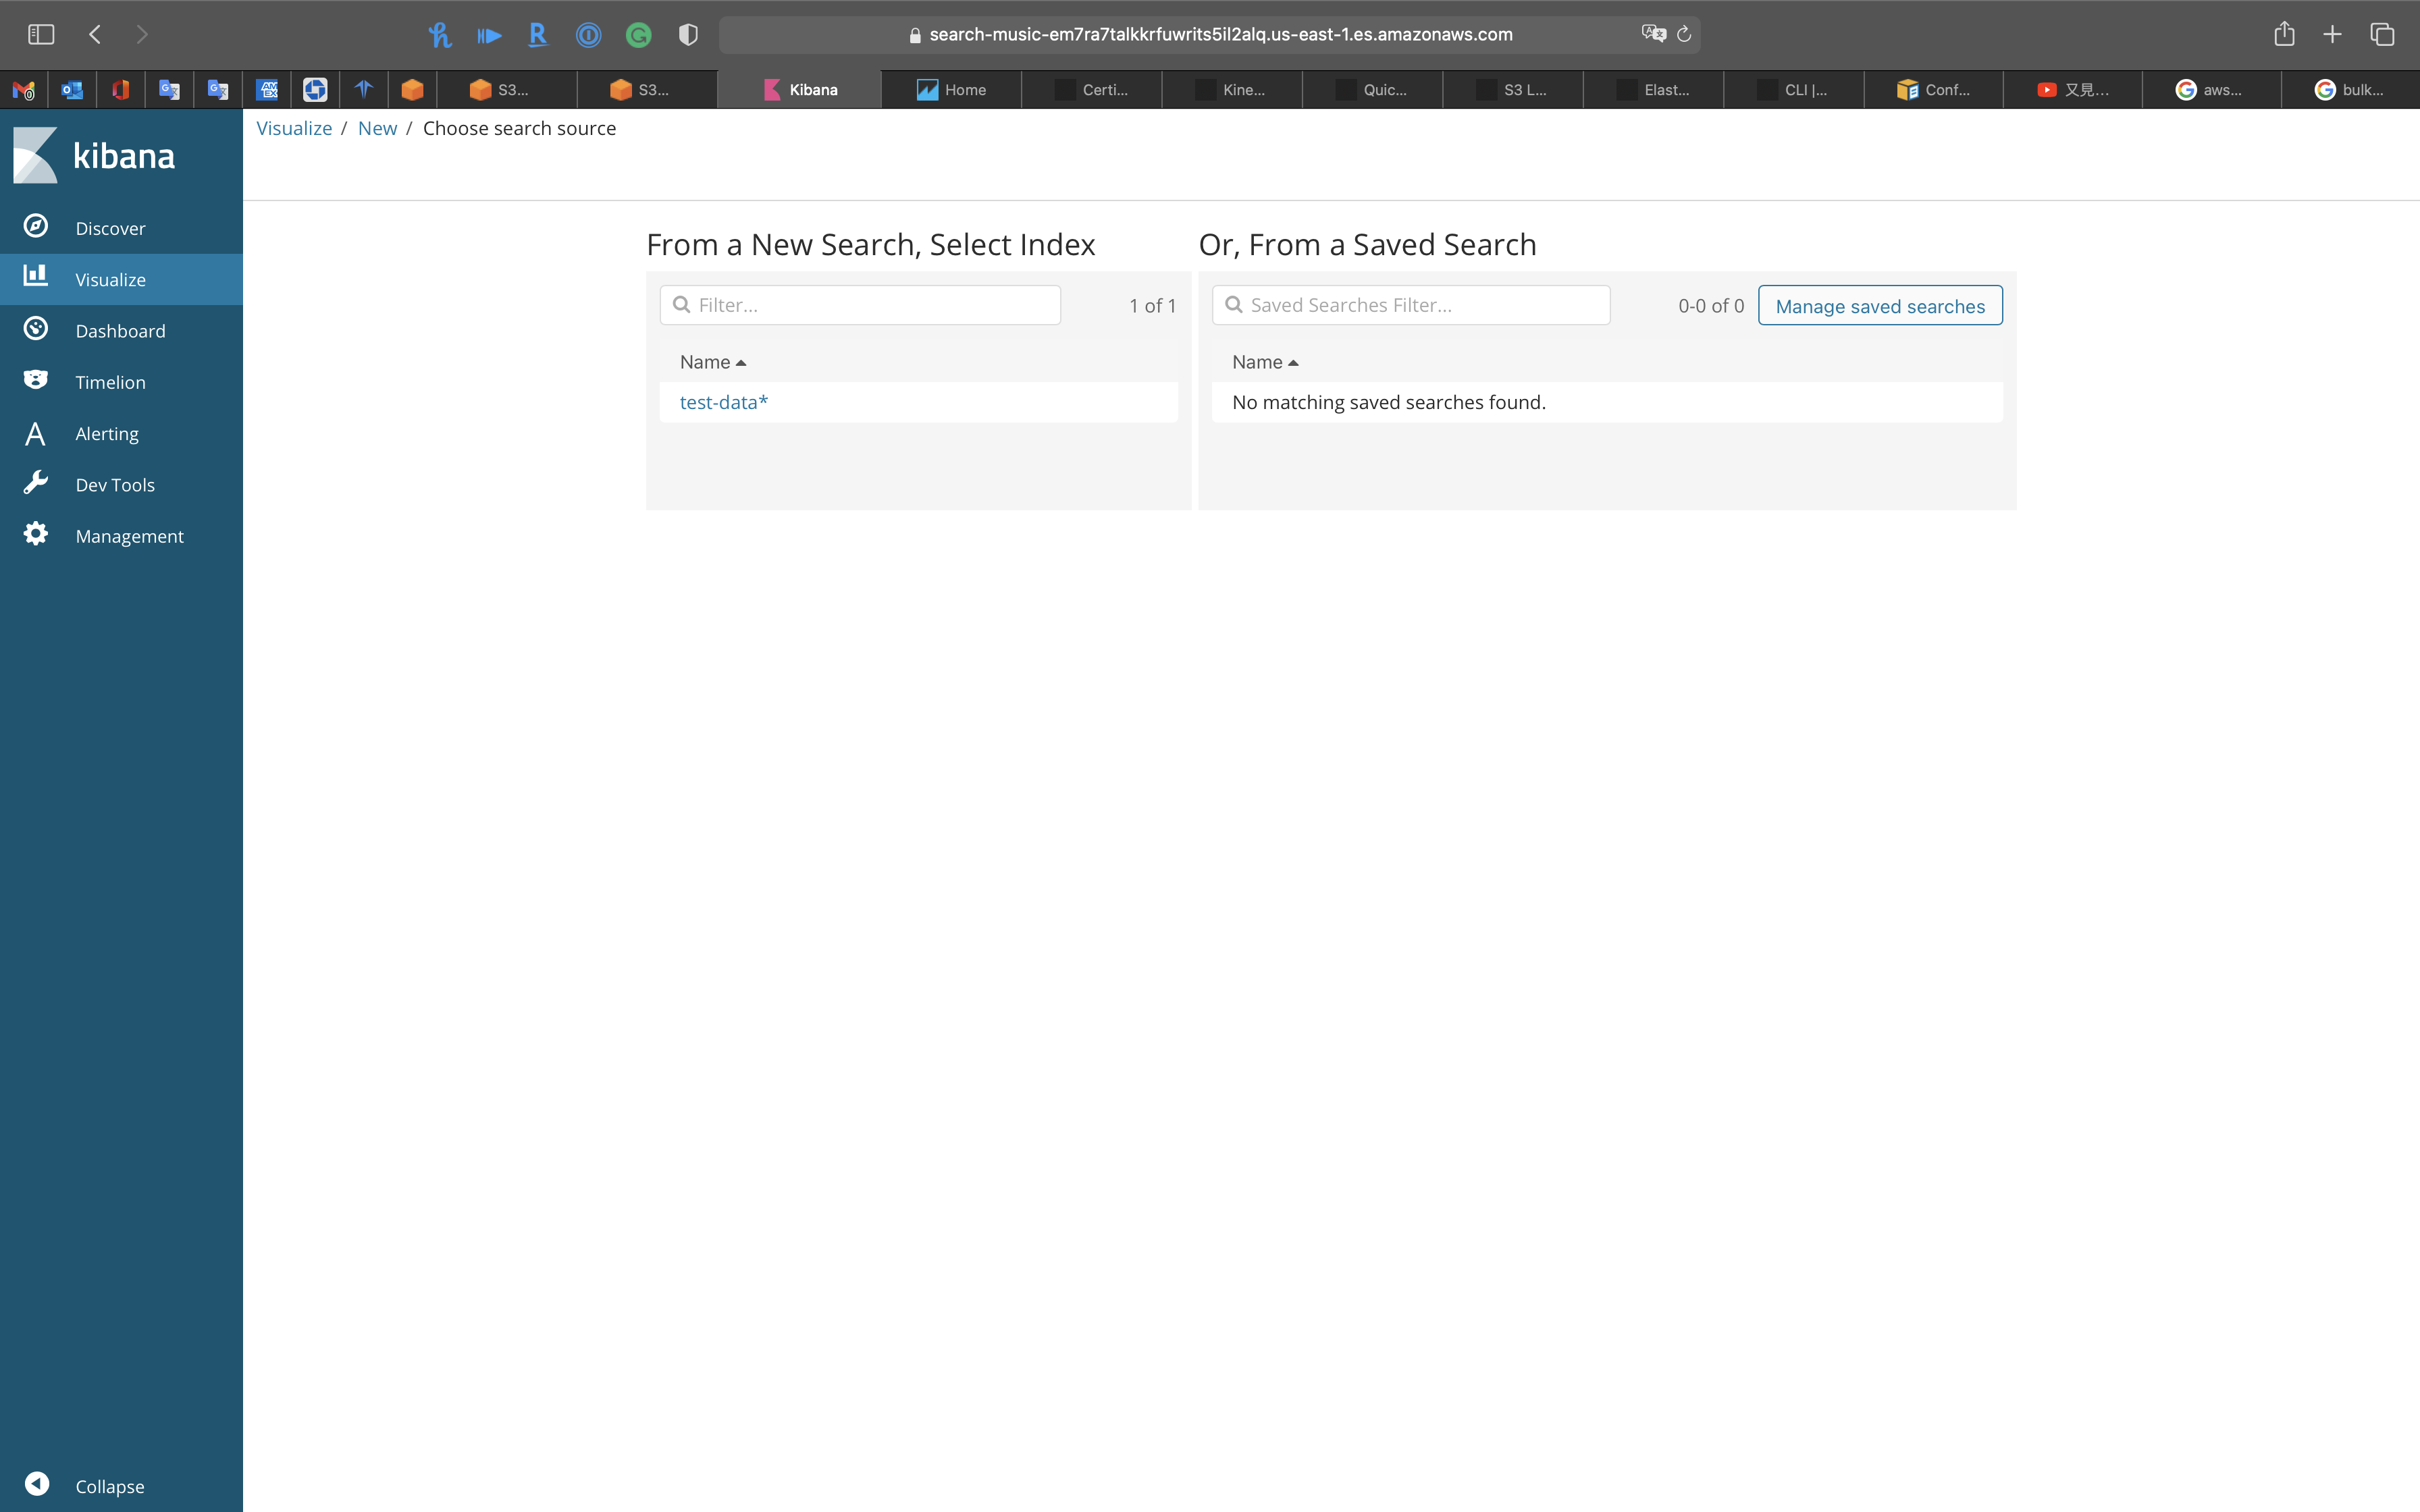 search-music-em7ra7talkkrfuwrits5il2alq.us-east-1.es.amazonaws.com
S3...
S3...
Kibana
Home
Certi...
Kine...
Quic...
S3 L...
Elast...
CLI |...
Conf...
又見...
aws...
bulk...
kibana
Visualize / New / Choose search source
Discover
Visualize
Dashboard
Timelion
Alerting
Dev Tools
Management
Collapse
From a New Search, Select Index
Filter...
1 of 1
Name
test-data*
Or, From a Saved Search
Saved Searches Filter...
0-0 of 0
Manage saved searches
Name
No matching saved searches found.